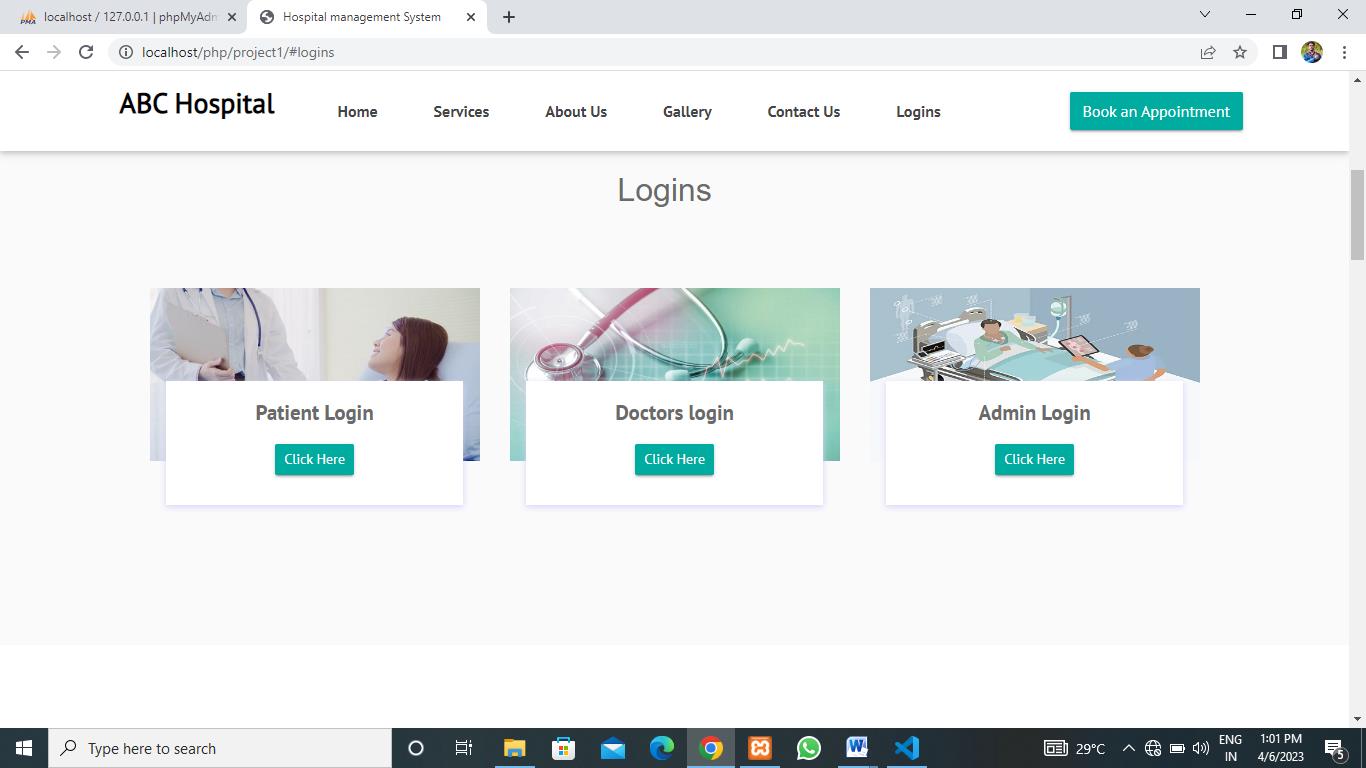 localhost / 127.0.0.1 | phpMyAdm
Hospital management System
localhost/php/project1/#logins
ABC Hospital
Home
Services
About Us
Gallery
Contact Us
Logins
Book an Appointment
Logins
Patient Login
Click Here
Doctors login
Click Here
Admin Login
Click Here
Type here to search
29°C
ENG
IN
1:01 PM
4/6/2023
5